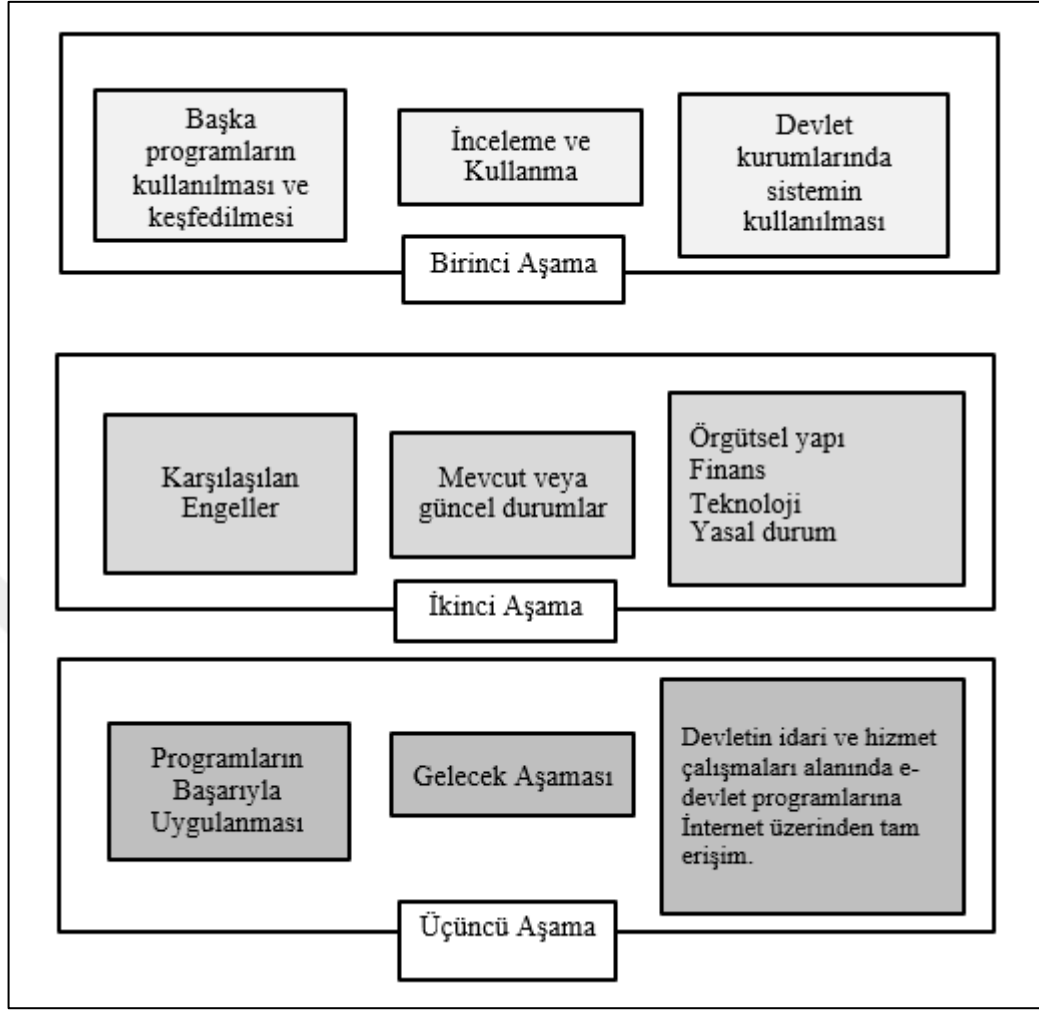 Başka
programların
kullanılması ve
keşfedilmesi
İnceleme ve
Kullanma
Devlet
kurumlarında
sistemin
kullanılması
Birinci Aşama
Karşılaşılan
Engeller
Mevcut veya
güncel durumlar
Örgütsel yapı
Finans
Teknoloji
Yasal durum
İkinci Aşama
Programların
Başarıyla
Uygulanması
Gelecek Aşaması
Devletin idari ve hizmet
çalışmaları alanında e-
devlet programlarına
İnternet üzerinden tam
erişim.
Üçüncü Aşama